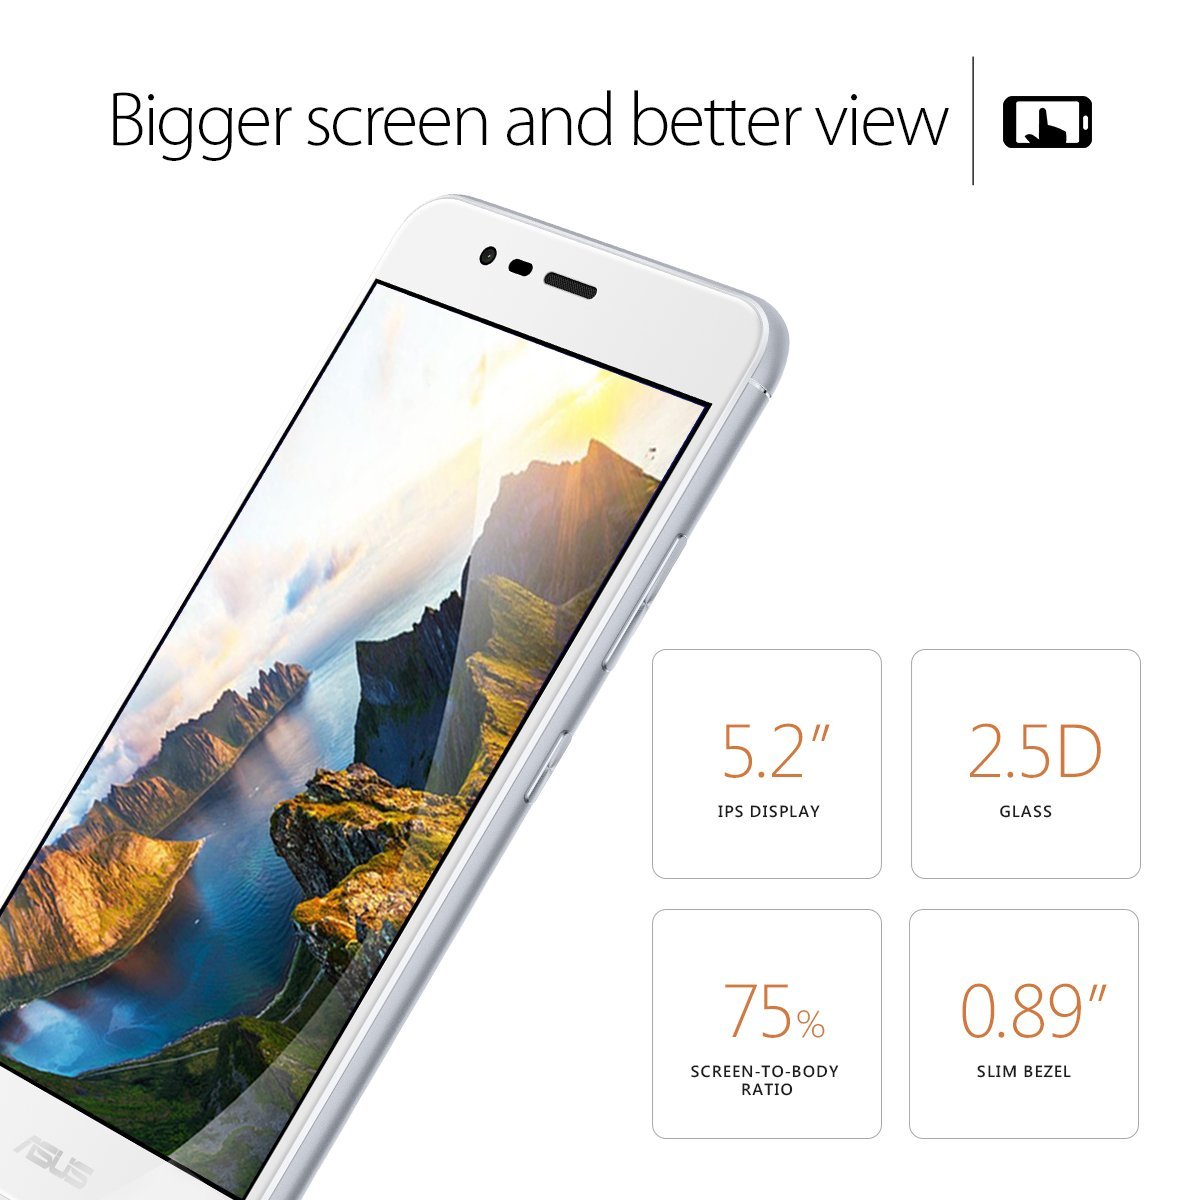 Bigger screen and better view
5.2"
IPS DISPLAY
2.5D
GLASS
75%
SCREEN-TO-BODY
RATIO
0.89"
SLIM BEZEL
ASUS